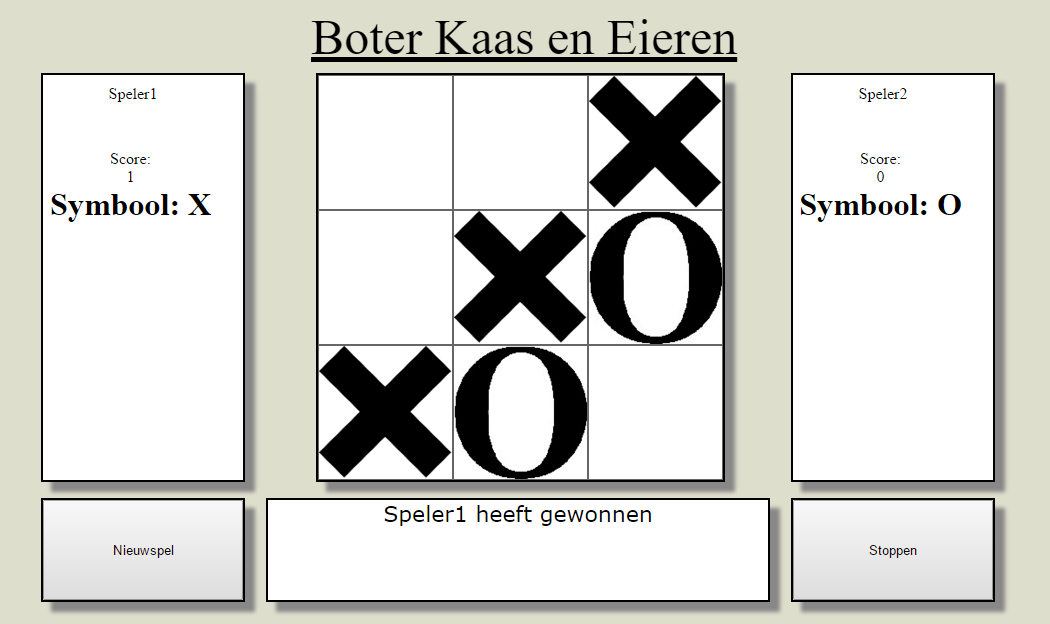 Boter Kaas en Eieren
Speler1
Score:
1
Symbool: X
X
X O
X O
Speler2
Score:
0
Symbool: O
Nieuwspel
Speler1 heeft gewonnen
Stoppen